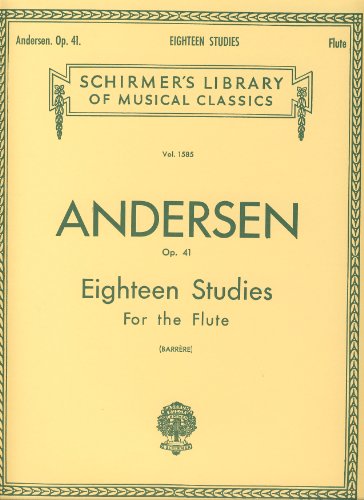 Andersen. Op. 41. EIGHTEEN STUDIES Flute
SCHIRMER'S LIBRARY
OF MUSICAL CLASSICS
Vol. 1585
ANDERSEN
Op. 41
Eighteen Studies
For the Flute
(BARRÈRE)